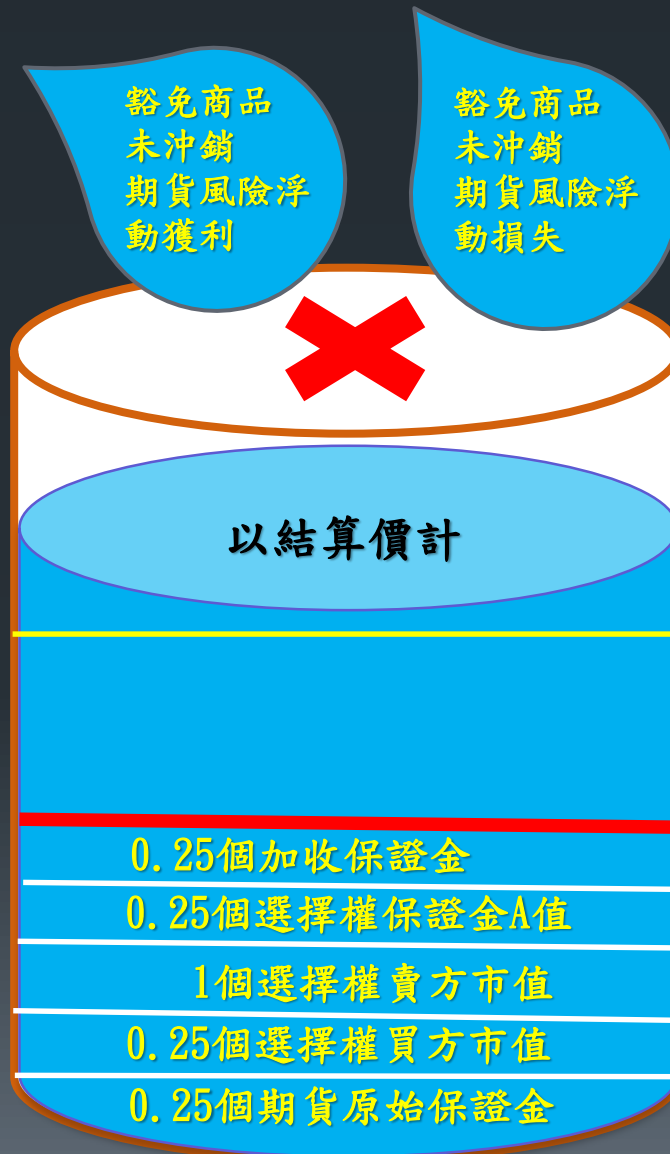 豁免商品
未沖銷
期貨風險浮
動獲利
豁免商品
未沖銷
期貨風險浮
動損失
以結算價計
0.25個加收保證金
0.25個選擇權保證金A值
1個選擇權賣方市值
0.25個選擇權買方市值
0.25個期貨原始保證金